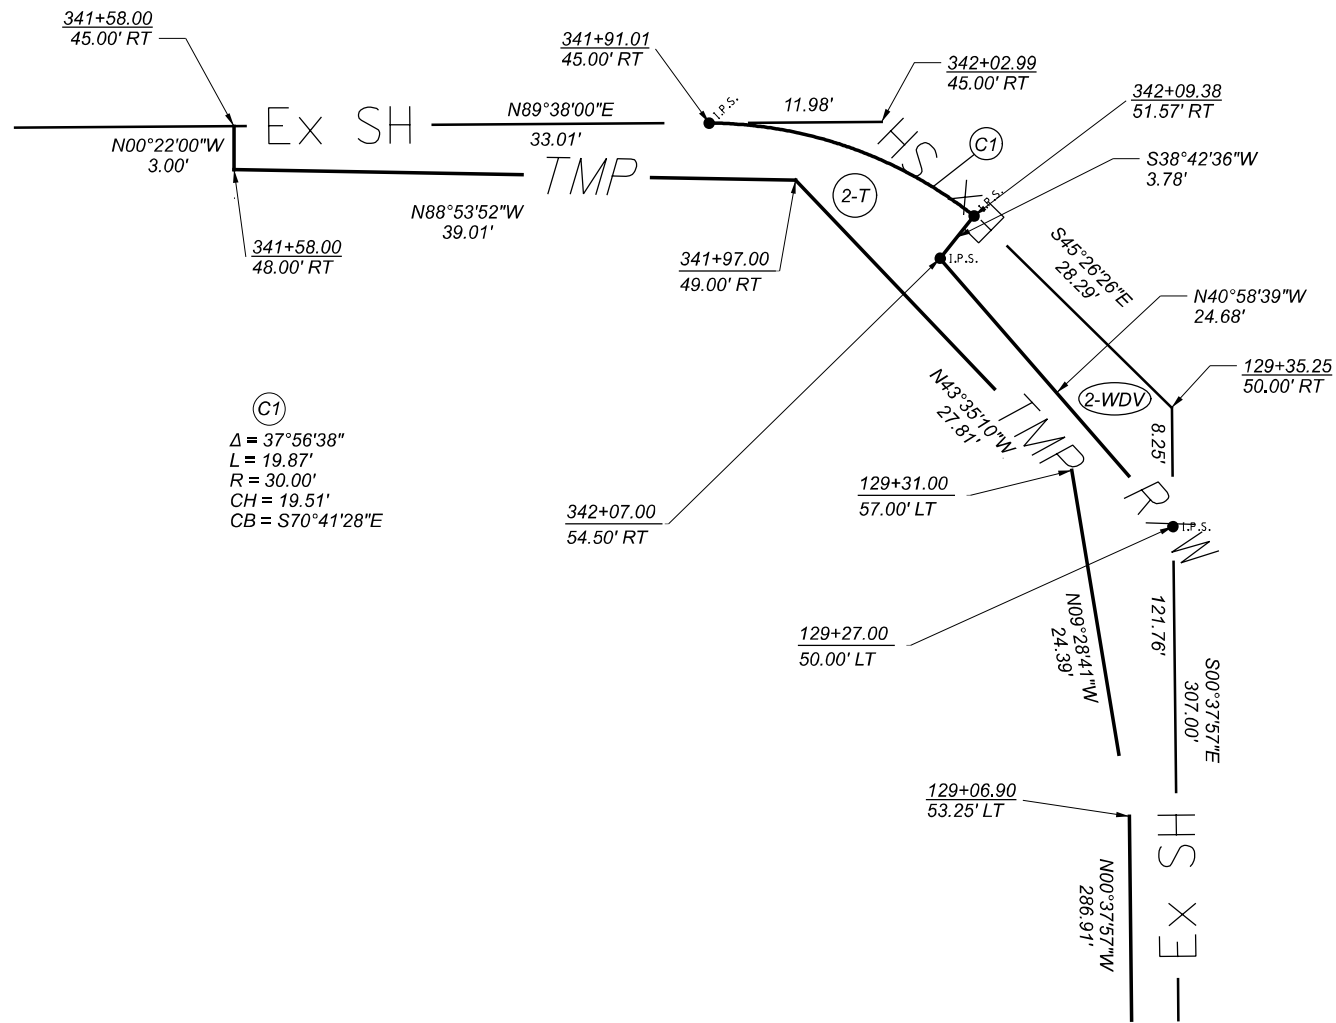 341+58.00
45.00' RT
341+91.01
45.00' RT
342+02.99
45.00' RT
342+09.38
51.57' RT
I.P.S.
11.98'
Ex SH
N89°38'00"E
33.01'
N00°22'00"W
3.00'
TMP
HS
x
E
C1
S38°42'36"W
3.78'
2-T
I.P.S.
N88°53'52"W
39.01'
341+58.00
48.00' RT
341+97.00
49.00' RT
I.P.S.
S45°26'26"E
28.29'
N40°58'39"W
24.68'
129+35.25
50.00' RT
2-WDV
8.25'
N43°35'10"W
27.81'
TMP
C1
Δ = 37°56'38"
L = 19.87'
R = 30.00'
CH = 19.51'
CB = S70°41'28"E
342+07.00
54.50' RT
129+31.00
57.00' LT
R
W
I.P.S.
129+27.00
50.00' LT
N09°28'41"W
24.39'
121.76'
S00°37'57"E
307.00'
129+06.90
53.25' LT
N00°37'57"W
286.91'
Ex SH